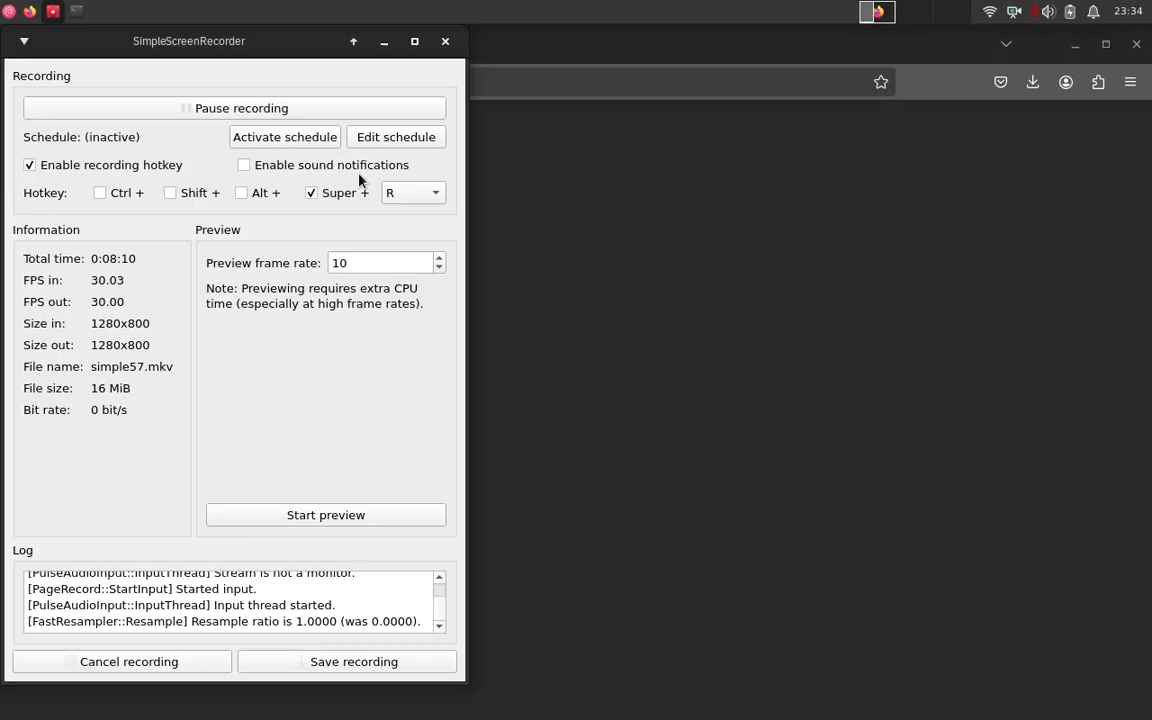 23:34
SimpleScreenRecorder
Recording
Pause recording
Schedule: (inactive)
Activate schedule
Edit schedule
Enable recording hotkey
Enable sound notifications
Hotkey:
Ctrl +
Shift +
Alt +
Super +
R
Information
Preview
Total time: 0:08:10
FPS in: 30.03
FPS out: 30.00
Size in: 1280x800
Size out: 1280x800
File name: simple57.mkv
File size: 16 MiB
Bit rate: 0 bit/s
Preview frame rate: 10
Note: Previewing requires extra CPU
time (especially at high frame rates).
Start preview
Log
[PulseAudioInput::InputThread] Stream is not a monitor.
[PageRecord::StartInput] Started input.
[PulseAudioInput::InputThread] Input thread started.
[FastResampler::Resample] Resample ratio is 1.0000 (was 0.0000).
Cancel recording
Save recording